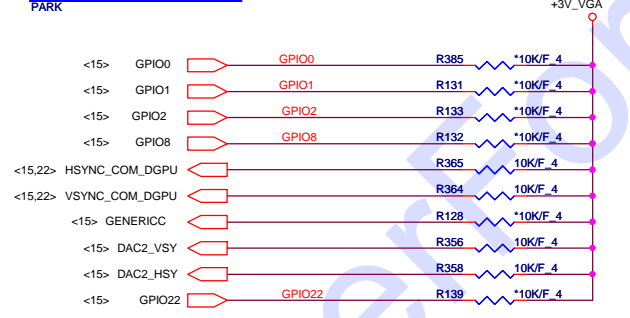 PARK
+3V_VGA
<15> GPIO0 GPIO0 R385 *10K/F_4
<15> GPIO1 GPIO1 R131 *10K/F_4
<15> GPIO2 GPIO2 R133 *10K/F_4
<15> GPIO8 GPIO8 R132 *10K/F_4
<15,22> HSYNC_COM_DGPU R365 10K/F_4
<15,22> VSYNC_COM_DGPU R364 10K/F_4
<15> GENERICC R128 *10K/F_4
<15> DAC2_VSY R356 10K/F_4
<15> DAC2_HSY R358 10K/F_4
<15> GPIO22 GPIO22 R139 *10K/F_4